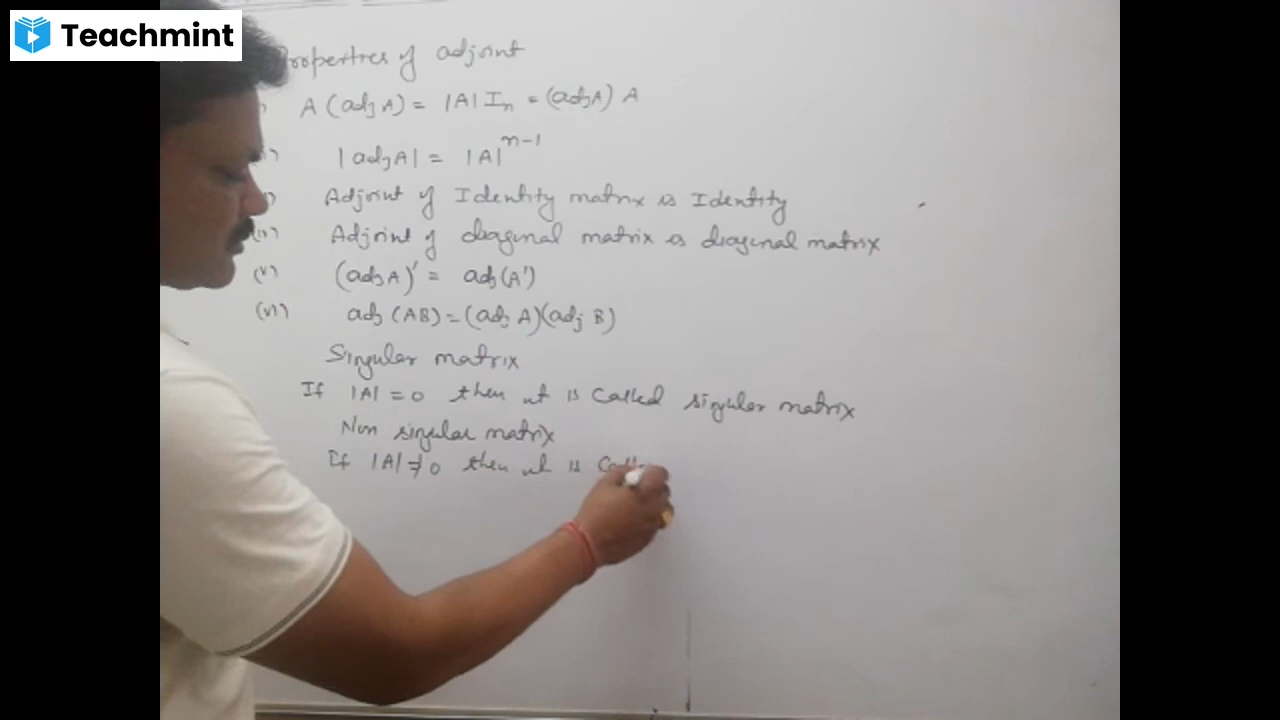 Teachmint
Properties of adjoint
A (adj A) = |A| In = (adj A) A
|adj A| = |A|^n-1
Adjoint of Identity matrix is Identity
(iv) Adjoint of diagonal matrix is diagonal matrix
(v) (adj A)' = adj (A')
(vi) adj (AB) = (adj A)(adj B)
Singular matrix
If |A| = 0 then it is Called singular matrix
Non singular matrix
If |A| ≠ 0 then it is